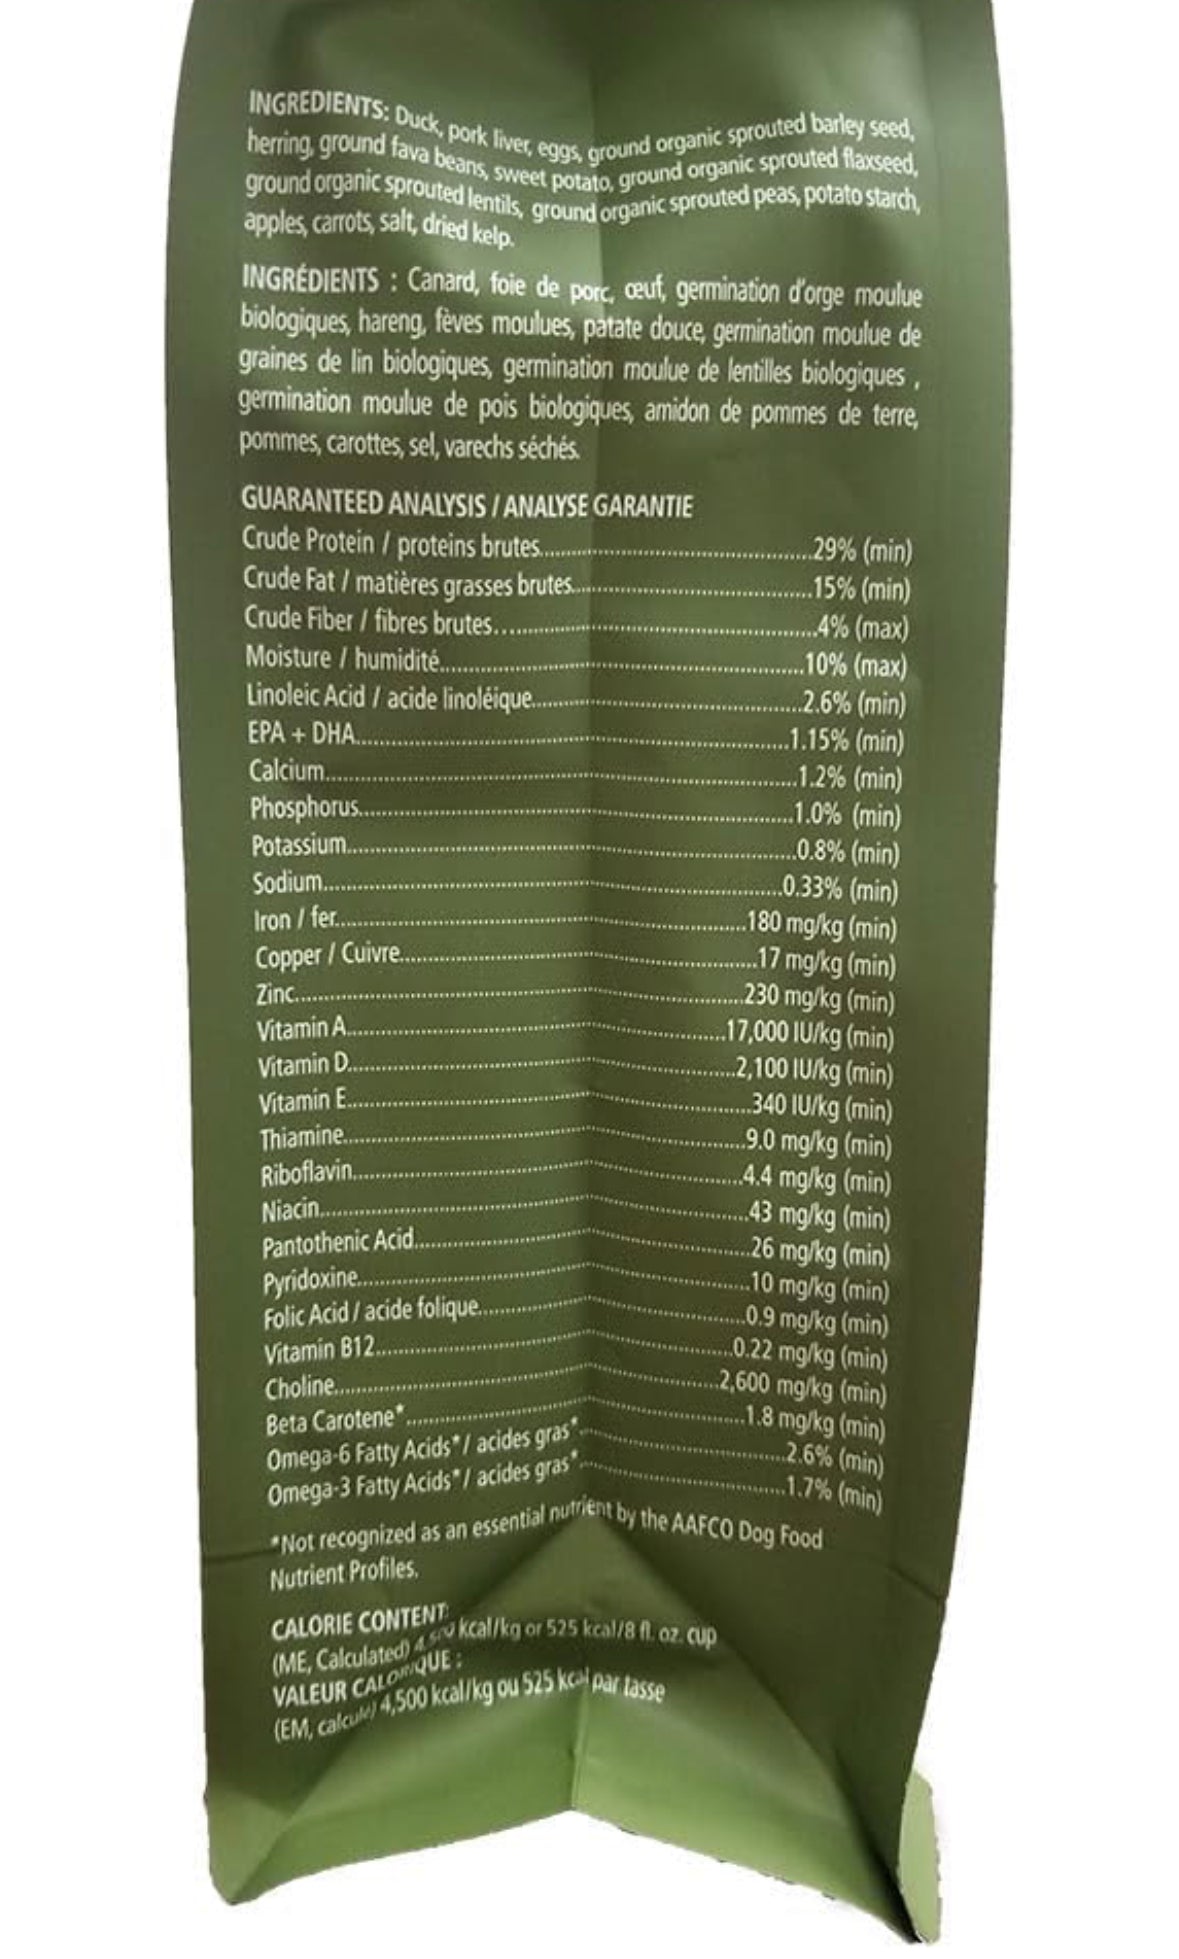 INGREDIENTS: Duck, pork liver, eggs, ground organic sprouted barley seed,
herring, ground fava beans, sweet potato, ground organic sprouted flaxseed,
ground organic sprouted lentils, ground organic sprouted peas, potato starch,
apples, carrots, salt, dried kelp.
INGRÉDIENTS : Canard, foie de porc, œuf, germination d'orge moulue
biologiques, hareng, fèves moulues, patate douce, germination moulue de
graines de lin biologiques, germination moulue de lentilles biologiques ,
germination moulue de pois biologiques, amidon de pommes de terre,
pommes, carottes, sel, varechs séchés.
GUARANTEED ANALYSIS / ANALYSE GARANTIE
Crude Protein / proteins brutes..........29% (min)
Crude Fat / matières grasses brutes..........15% (min)
Crude Fiber / fibres brutes..........4% (max)
Moisture / humidité..........10% (max)
Linoleic Acid / acide linoléique..........2.6% (min)
EPA + DHA..........1.15% (min)
Calcium..........1.2% (min)
Phosphorus..........1.0% (min)
Potassium..........0.8% (min)
Sodium..........0.33% (min)
Iron / fer..........180 mg/kg (min)
Copper / Cuivre..........17 mg/kg (min)
Zinc..........230 mg/kg (min)
Vitamin A..........17,000 IU/kg (min)
Vitamin D..........2,100 IU/kg (min)
Vitamin E..........340 IU/kg (min)
Thiamine..........9.0 mg/kg (min)
Riboflavin..........4.4 mg/kg (min)
Niacin..........43 mg/kg (min)
Pantothenic Acid..........26 mg/kg (min)
Pyridoxine..........10 mg/kg (min)
Folic Acid / acide folique..........0.9 mg/kg (min)
Vitamin B12..........0.22 mg/kg (min)
Choline..........2,600 mg/kg (min)
Beta Carotene*..........1.8 mg/kg (min)
Omega-6 Fatty Acids* / acides gras*..........2.6% (min)
Omega-3 Fatty Acids* / acides gras*..........1.7% (min)
*Not recognized as an essential nutrient by the AAFCO Dog Food
Nutrient Profiles.
CALORIE CONTENT:
(ME, Calculated) 4,500 kcal/kg or 525 kcal/8 fl. oz. cup
VALEUR CALORIQUE :
(EM, calculé) 4,500 kcal/kg ou 525 kcal par tasse